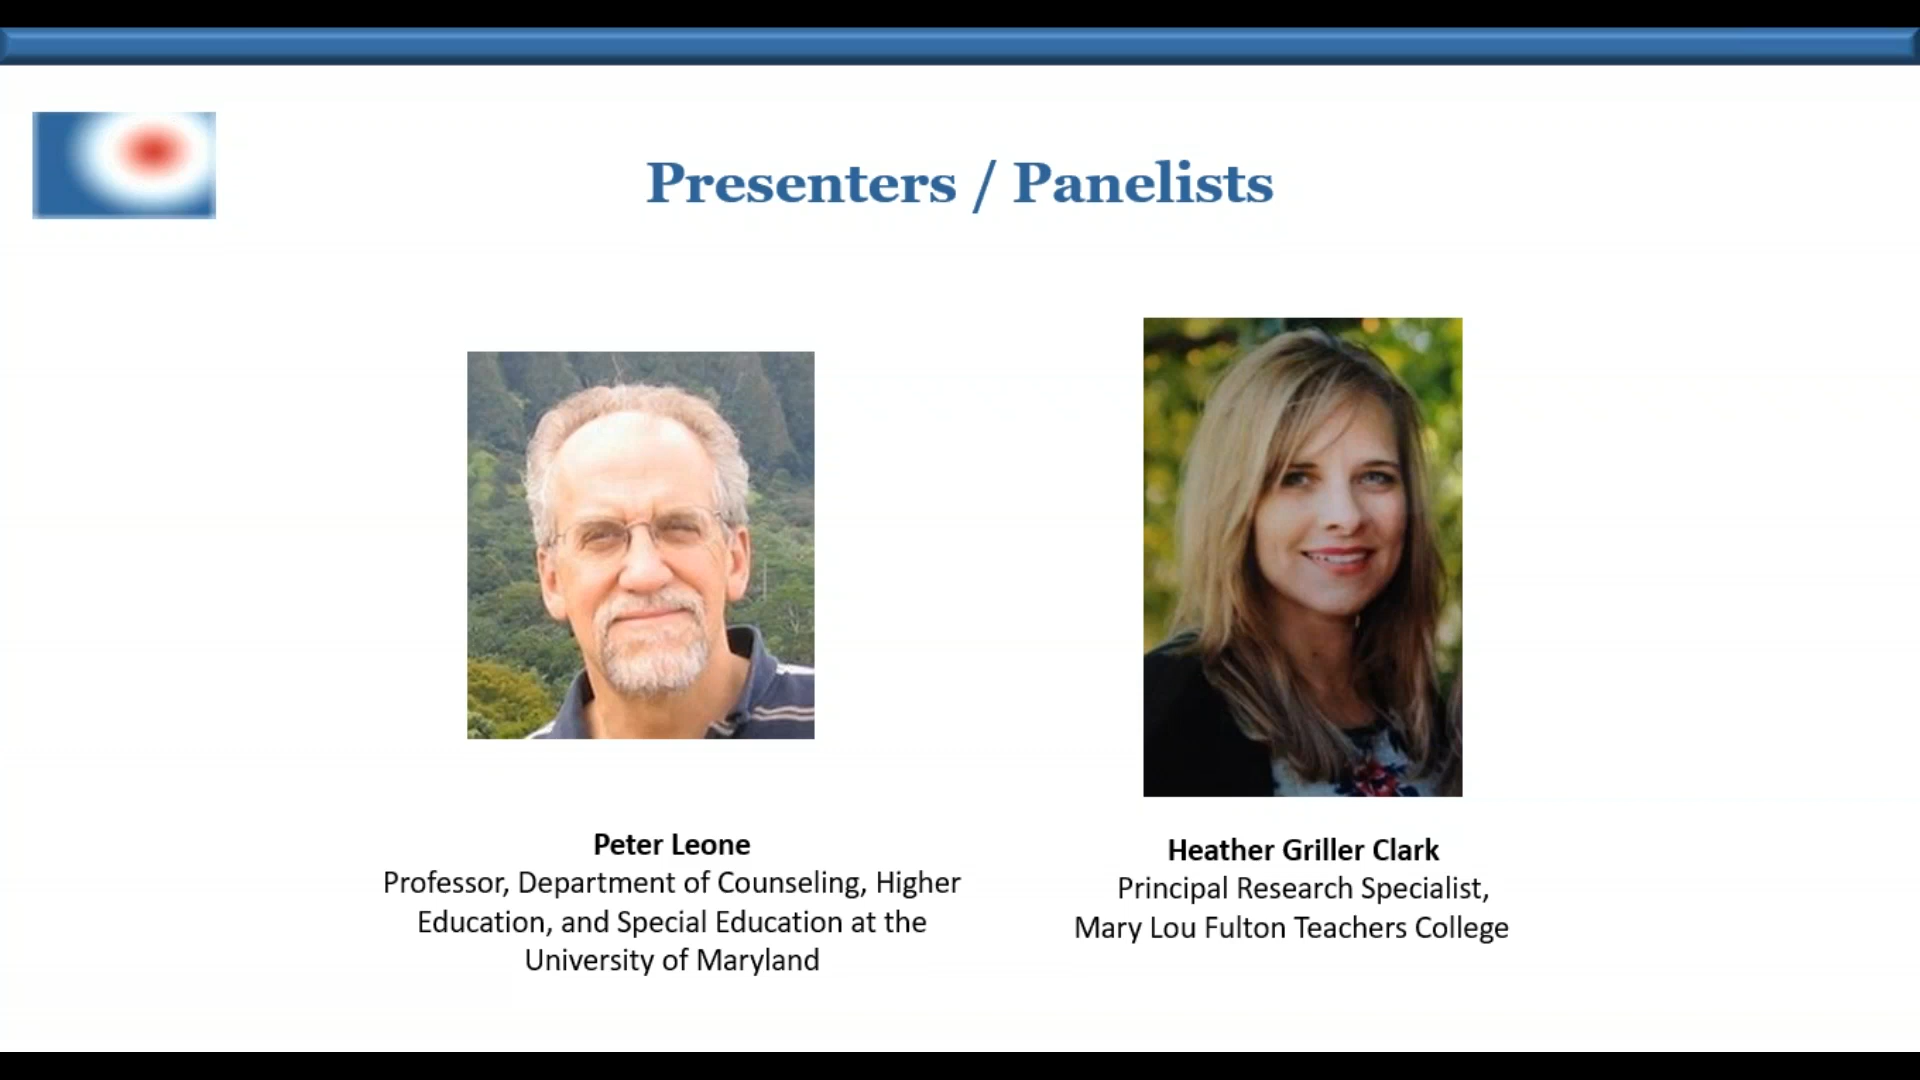 Presenters / Panelists
Peter Leone
Professor, Department of Counseling, Higher
Education, and Special Education at the
University of Maryland
Heather Griller Clark
Principal Research Specialist,
Mary Lou Fulton Teachers College